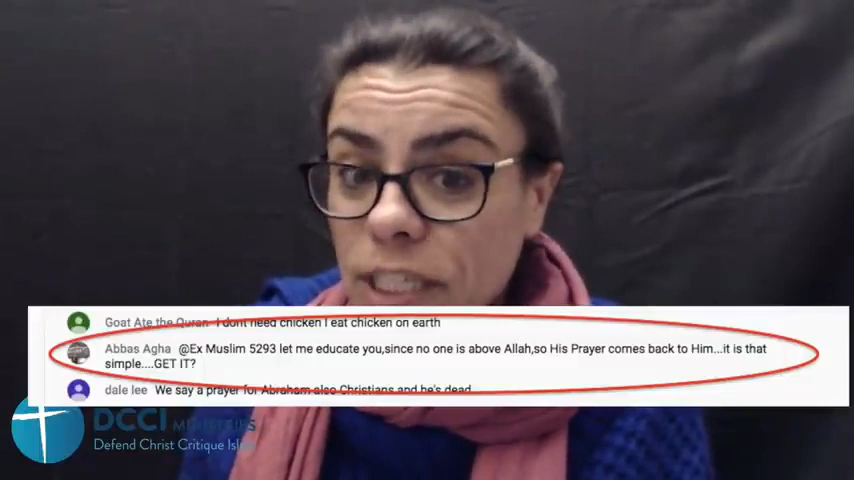 Goat Ate the Quran I dont need chicken I eat chicken on earth
Abbas Agha @Ex Muslim 5293 let me educate you,since no one is above Allah,so His Prayer comes back to Him...it is that
simple....GET IT?
dale lee We say a prayer for Abraham also Christians and he's dead
DCCI MINISTRIES
Defend Christ Critique Islam